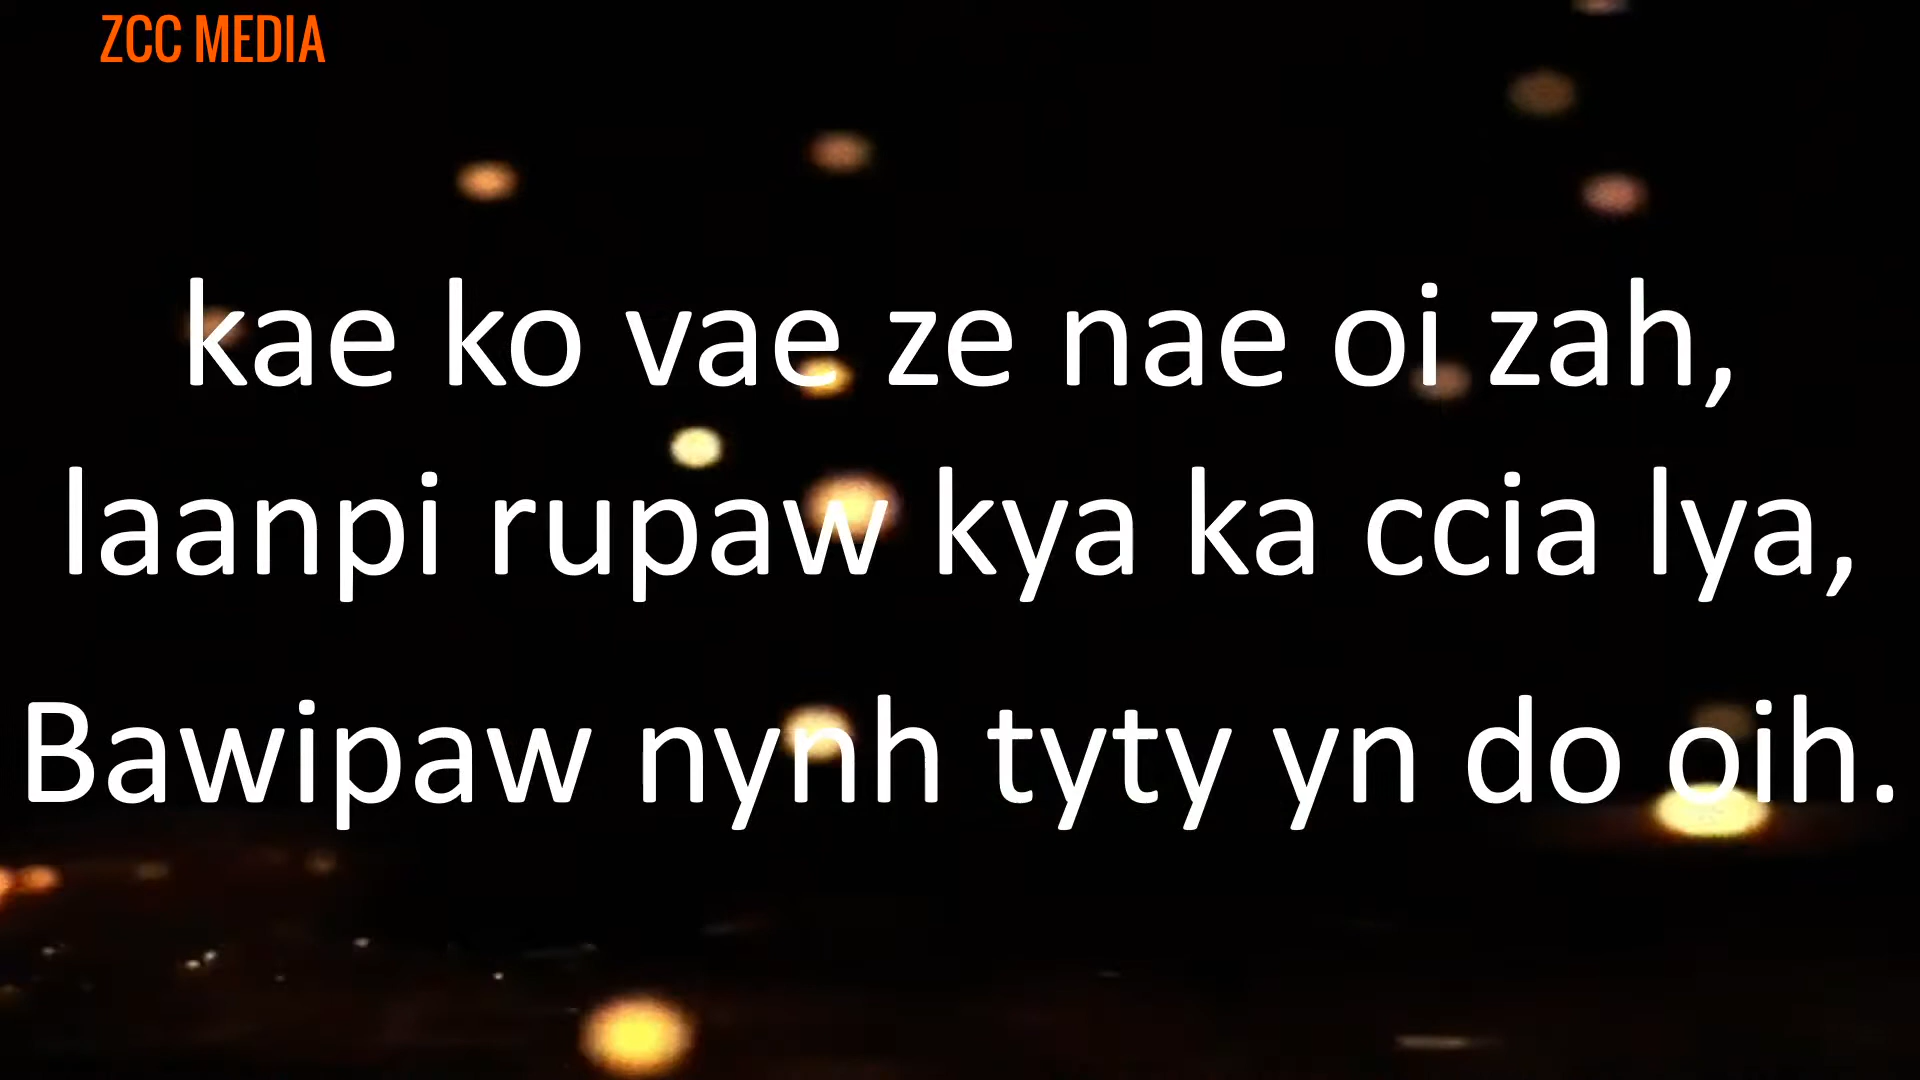 ZCC MEDIA
kae ko vae ze nae oi zah,
laanpi rupaw kya ka ccia lya,
Bawipaw nynh tyty yn do oih.